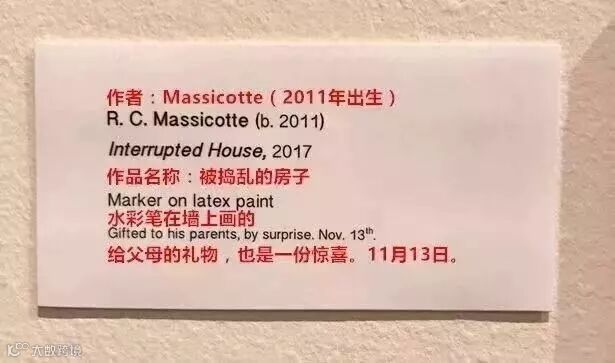 作者：Massicotte（2011年出生）
R. C. Massicotte (b. 2011)
Interrupted House, 2017
作品名称：被捣乱的房子
Marker on latex paint
水彩笔在墙上画的
Gifted to his parents, by surprise. Nov. 13th.
给父母的礼物，也是一份惊喜。11月13日。
大数跨境